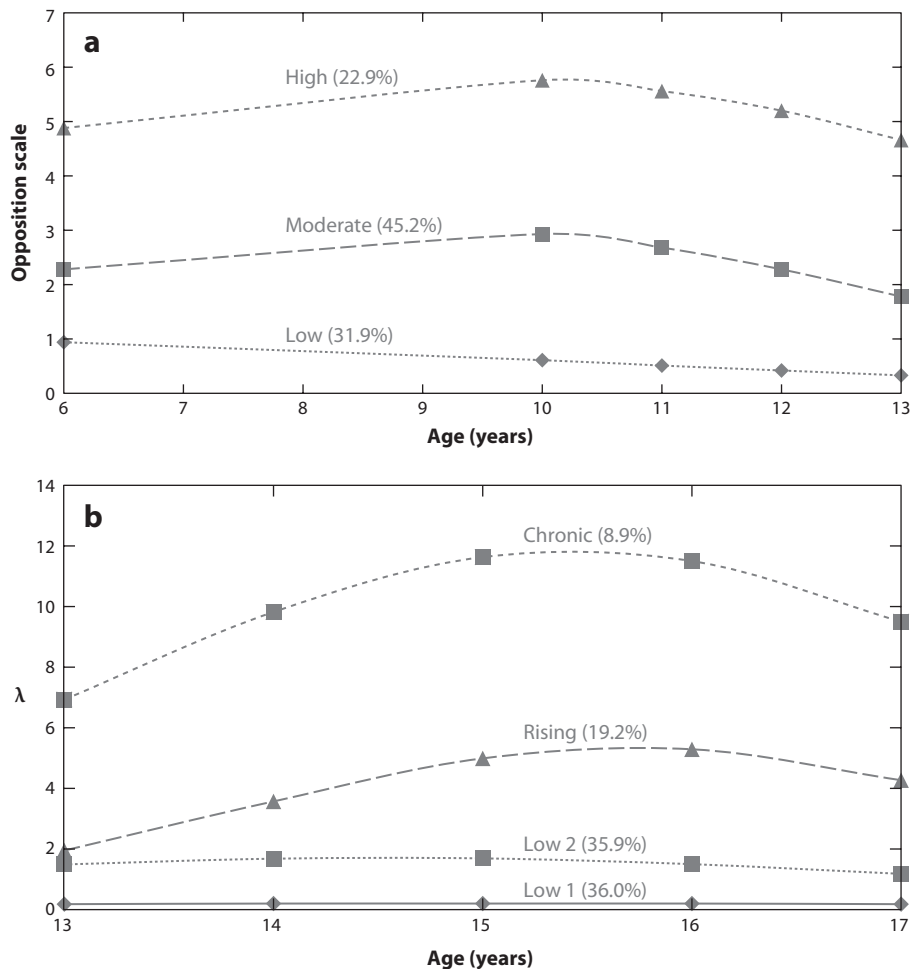 a
7
6
5
4
3
2
1
0
Opposition scale
High (22.9%)
Moderate (45.2%)
Low (31.9%)
6 7 8 9 10 11 12 13
Age (years)
b
14
12
10
8
6
4
2
0
λ
Chronic (8.9%)
Rising (19.2%)
Low 2 (35.9%)
Low 1 (36.0%)
13 14 15 16 17
Age (years)